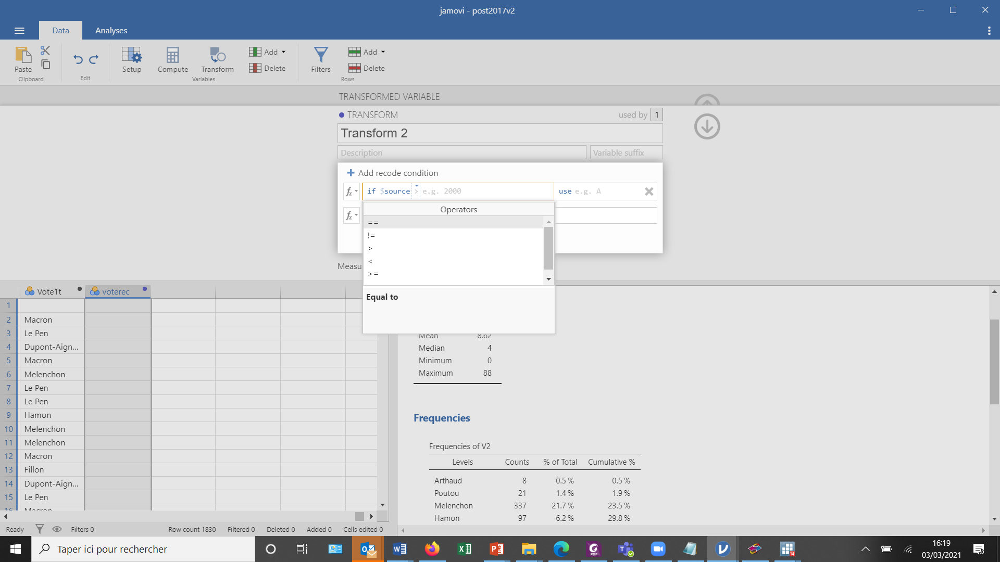 jamovi - post2017v2
Data
Analyses
Paste
Clipboard
Edit
Setup
Compute
Transform
Add
Delete
Variables
Filters
Add
Delete
Rows
TRANSFORMED VARIABLE
TRANSFORM
used by 1
Transform 2
Description
Variable suffix
+ Add recode condition
fx if $source > e.g. 2000 use e.g. A
fx
Operators
==
!=
>
<
>=
Equal to
Measu
Vote1t voterec
1
2 Macron
3 Le Pen
4 Dupont-Aign...
5 Macron
6 Melenchon
7 Le Pen
8 Le Pen
9 Hamon
10 Melenchon
11 Melenchon
12 Macron
13 Fillon
14 Dupont-Aign...
15 Le Pen
16 Macron
Mean 8.62
Median 4
Minimum 0
Maximum 88
Frequencies
Frequencies of V2
Levels Counts % of Total Cumulative %
Arthaud 8 0.5 % 0.5 %
Poutou 21 1.4 % 1.9 %
Melenchon 337 21.7 % 23.5 %
Hamon 97 6.2 % 29.8 %
Ready Filters 0 Row count 1830 Filtered 0 Deleted 0 Added 0 Cells edited 0
Taper ici pour rechercher
PDF
14
16:19
03/03/2021